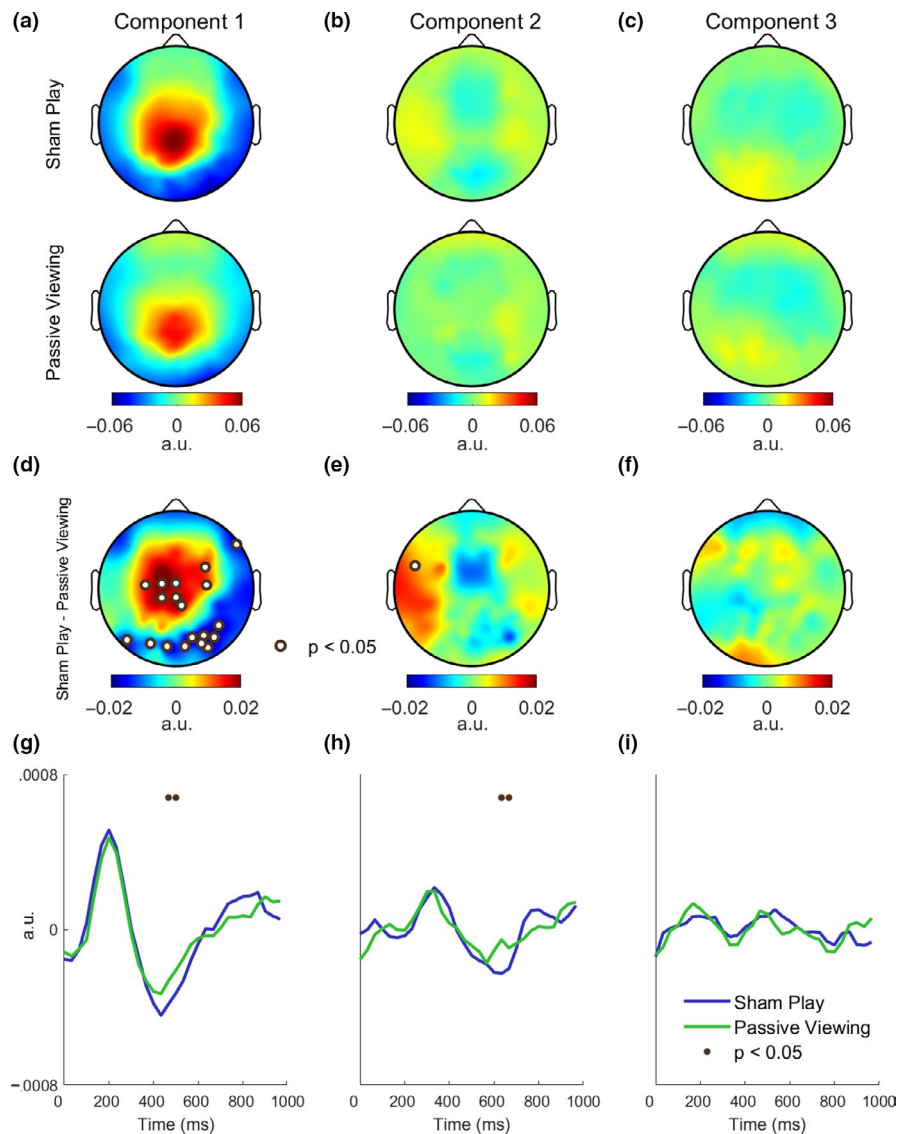 (a) (b) (c)
Component 1 Component 2 Component 3
Sham Play
Passive Viewing
−0.06 0 0.06 −0.06 0 0.06 −0.06 0 0.06
a.u. a.u. a.u.
(d) (e) (f)
Sham Play - Passive Viewing
p < 0.05
−0.02 0 0.02 −0.02 0 0.02 −0.02 0 0.02
a.u. a.u. a.u.
(g) (h) (i)
.0008
a.u.
0
−.0008
Sham Play
Passive Viewing
p < 0.05
0 200 400 600 800 1000 0 200 400 600 800 1000 0 200 400 600 800 1000
Time (ms) Time (ms) Time (ms)